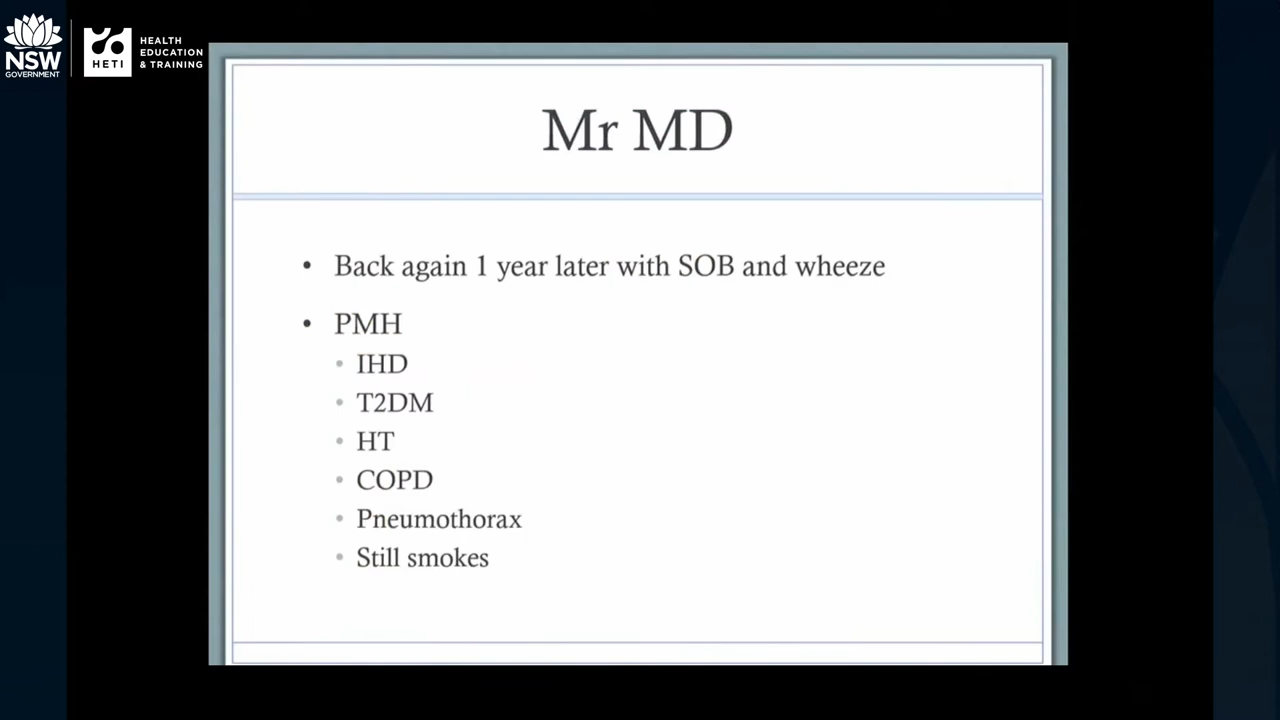 NSW
GOVERNMENT
HETI
HEALTH
EDUCATION
& TRAINING
Mr MD
• Back again 1 year later with SOB and wheeze
• PMH
• IHD
• T2DM
• HT
• COPD
• Pneumothorax
• Still smokes